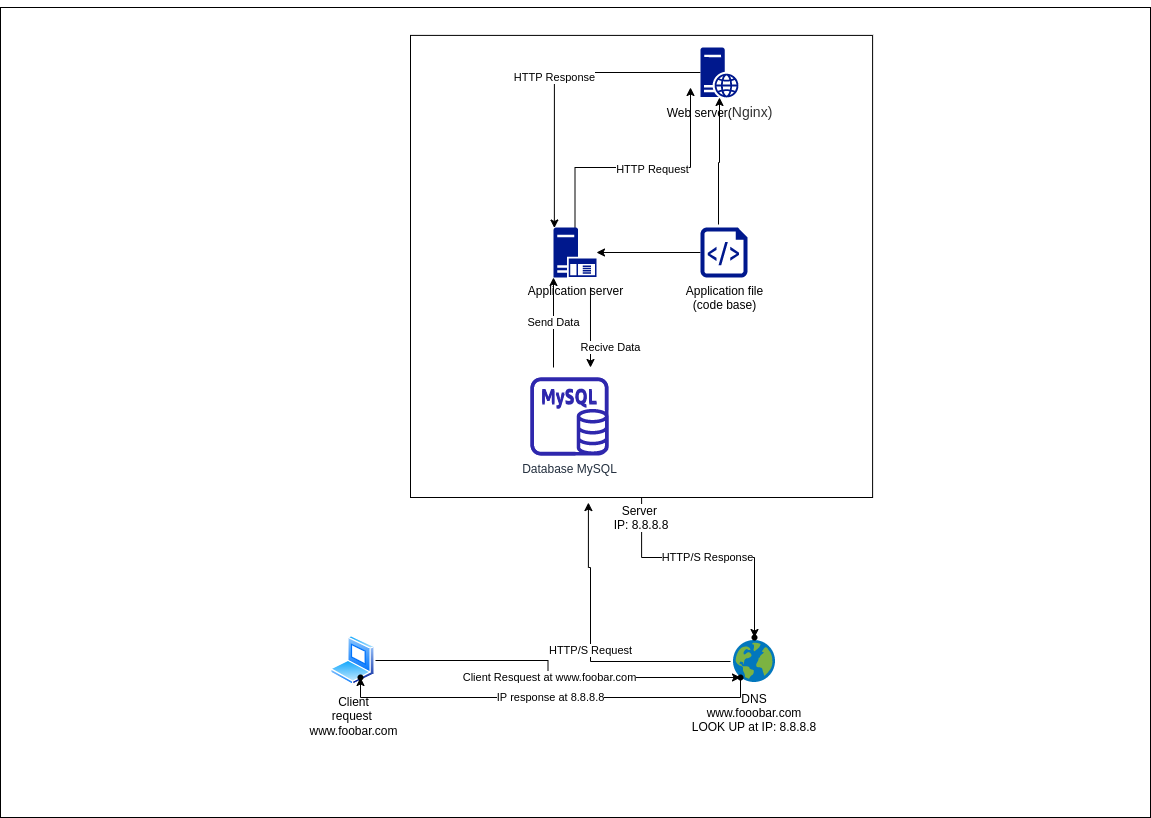 HTTP Response
Web server(Nginx)
HTTP Request
</>
Application server
Application file
(code base)
Send Data
Recive Data
MySQL
Database MySQL
Server
IP: 8.8.8.8
HTTP/S Response
HTTP/S Request
Client Resquest at www.foobar.com
IP response at 8.8.8.8
Client
request
www.foobar.com
DNS
www.fooobar.com
LOOK UP at IP: 8.8.8.8